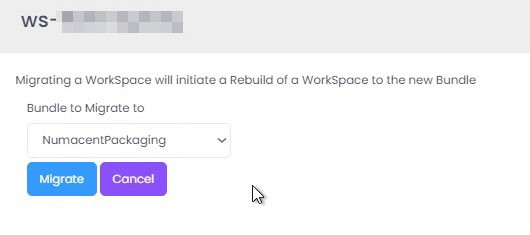 WS-
Migrating a WorkSpace will initiate a Rebuild of a WorkSpace to the new Bundle
Bundle to Migrate to
NumacentPackaging
Migrate Cancel